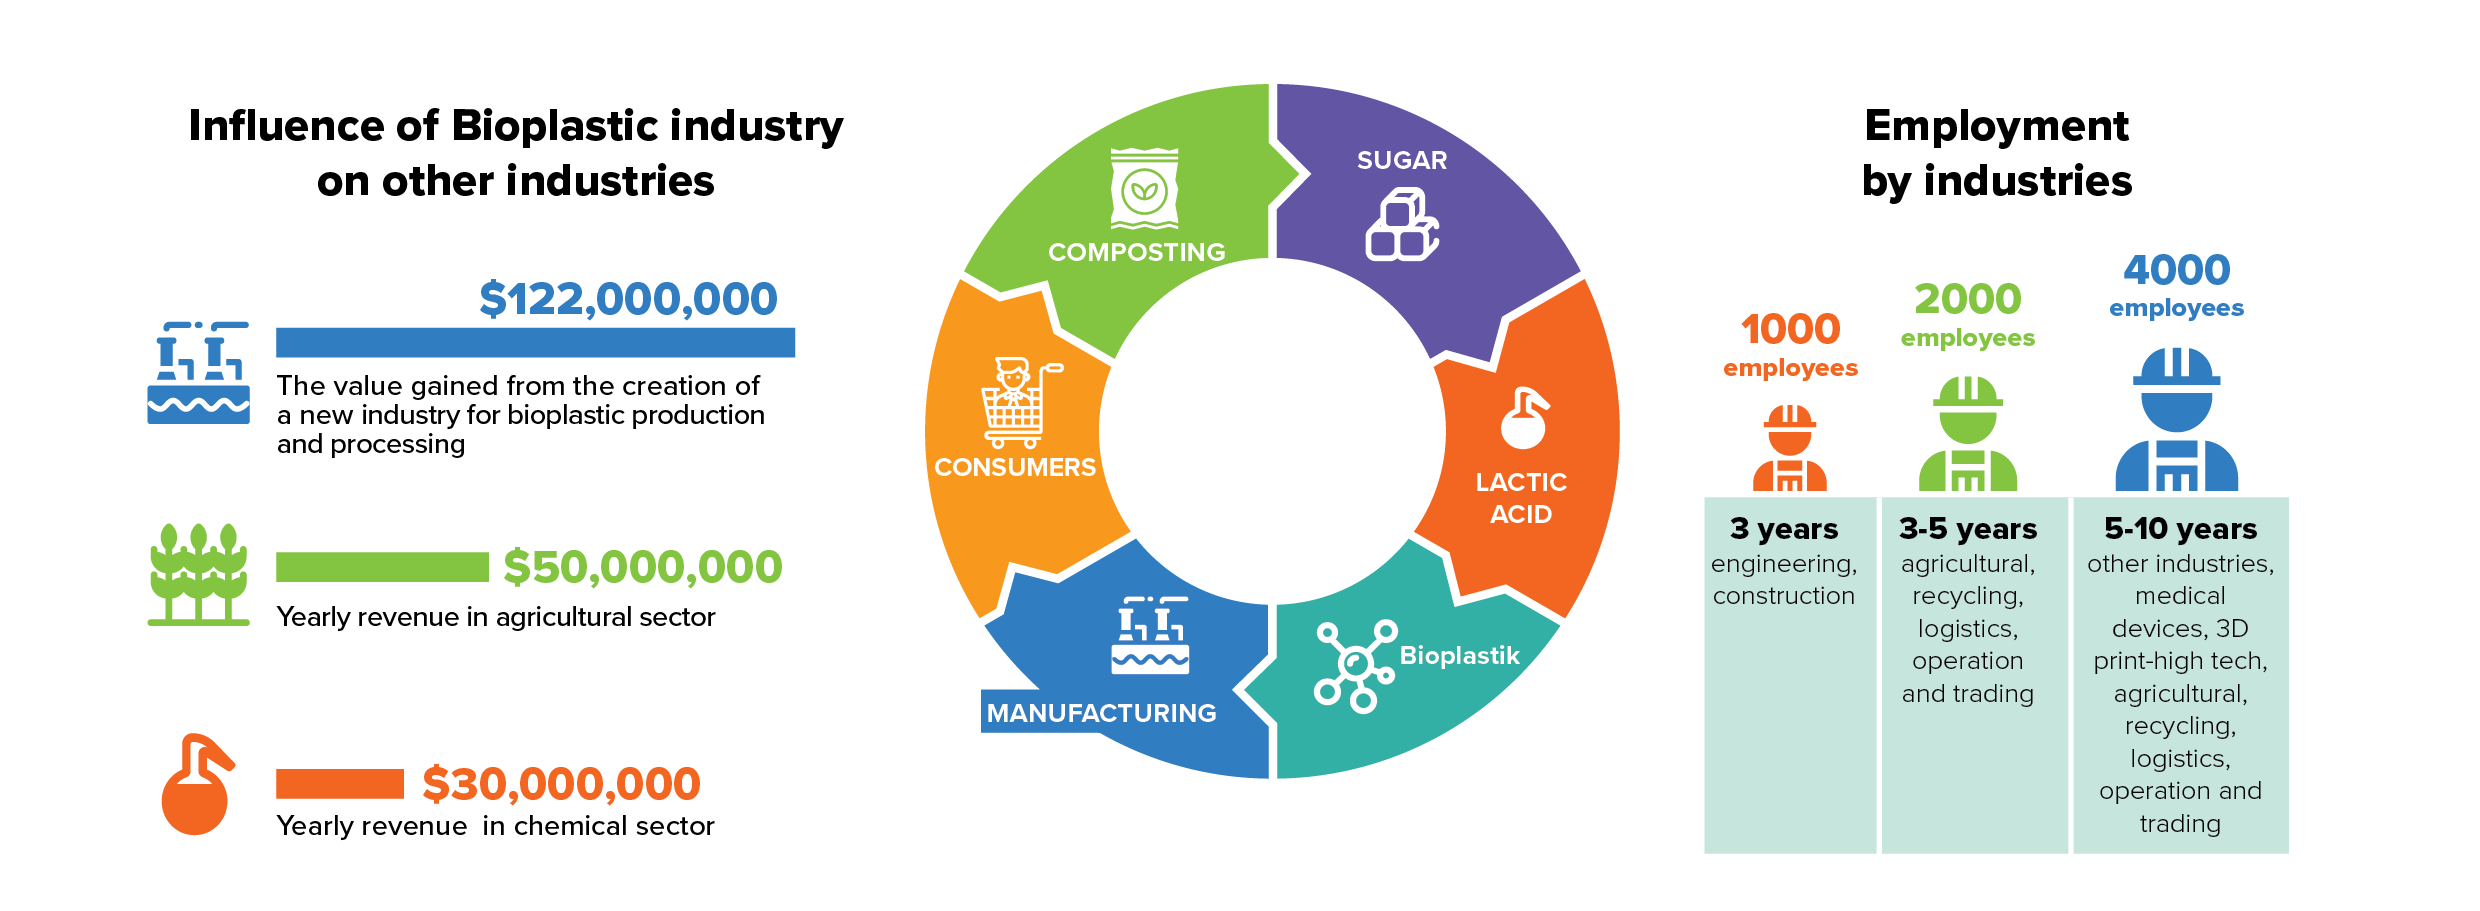 Influence of Bioplastic industry
on other industries
$122,000,000
The value gained from the creation of
a new industry for bioplastic production
and processing
$50,000,000
Yearly revenue in agricultural sector
$30,000,000
Yearly revenue in chemical sector
COMPOSTING
SUGAR
CONSUMERS
LACTIC
ACID
MANUFACTURING
Bioplastik
Employment
by industries
1000
employees
2000
employees
4000
employees
3 years
engineering,
construction
3-5 years
agricultural,
recycling,
logistics,
operation
and trading
5-10 years
other industries,
medical
devices, 3D
print-high tech,
agricultural,
recycling,
logistics,
operation and
trading